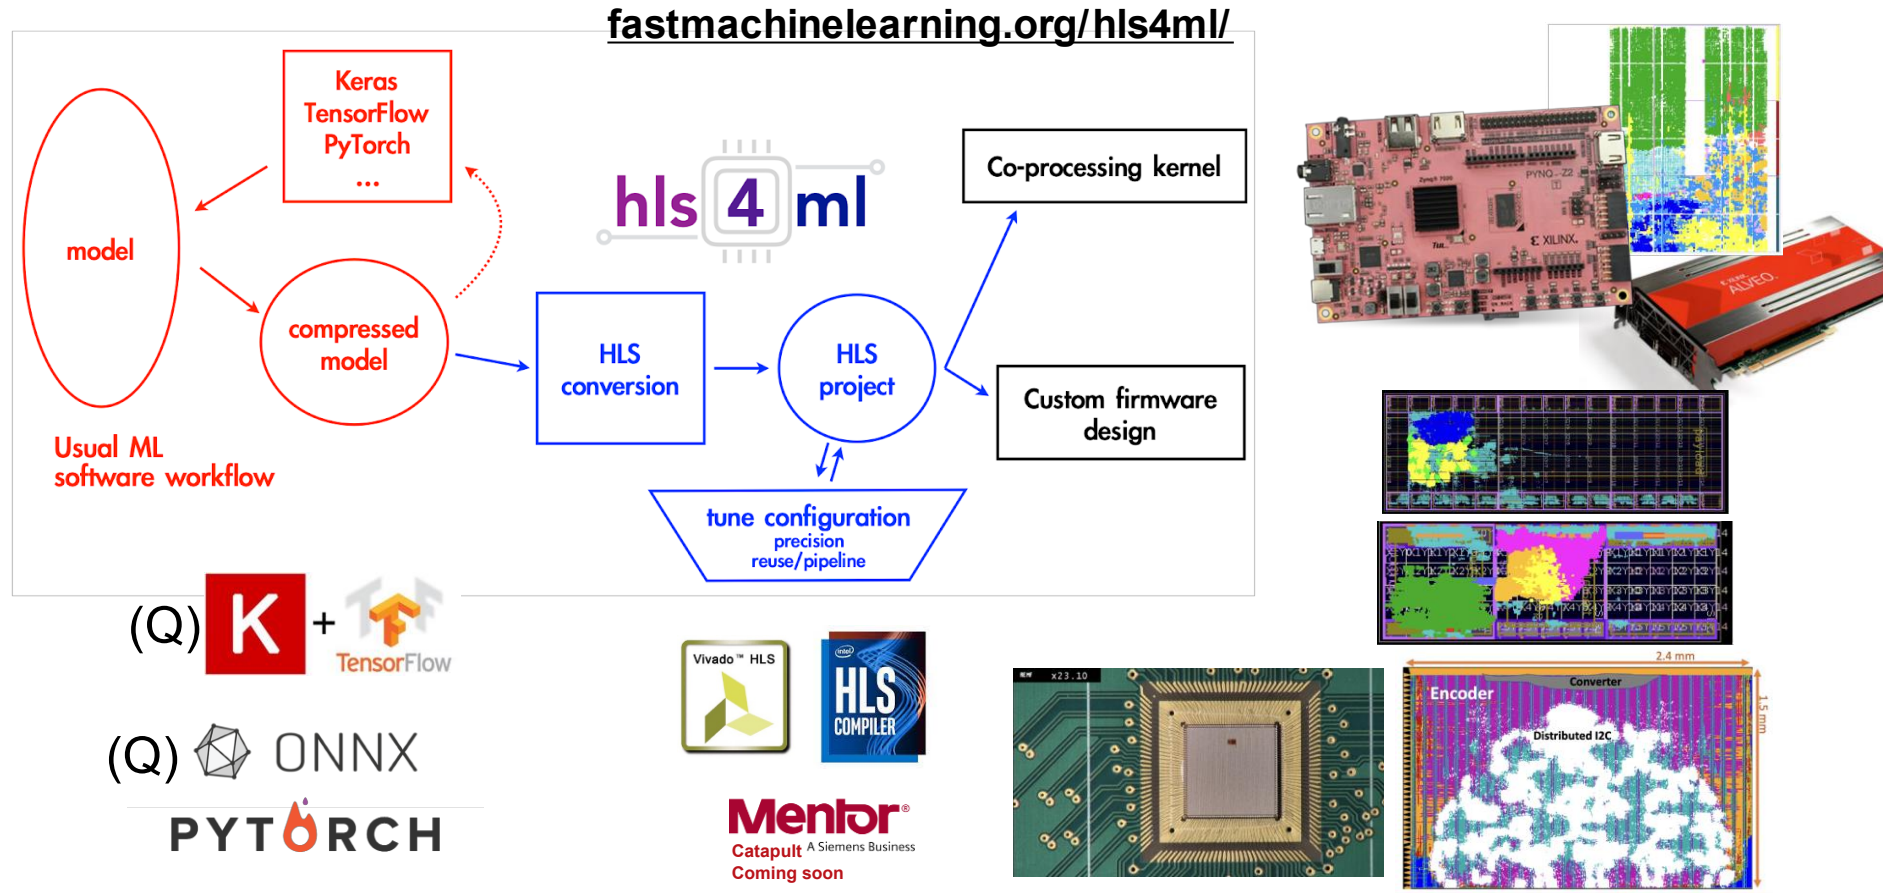 fastmachinelearning.org/hls4ml/
Keras
TensorFlow
PyTorch
...
model
compressed
model
Usual ML
software workflow
hls 4 ml
HLS
conversion
HLS
project
tune configuration
precision
reuse/pipeline
Co-processing kernel
Custom firmware
design
(Q) K + TensorFlow
(Q) ONNX
PYTORCH
Vivado™ HLS
intel
HLS
COMPILER
Mentor®
A Siemens Business
Catapult
Coming soon
PYNQ-Z2
XILINX
ALVEO
payload
x23.10
2.4 mm
1.5 mm
Converter
Encoder
Distributed I2C